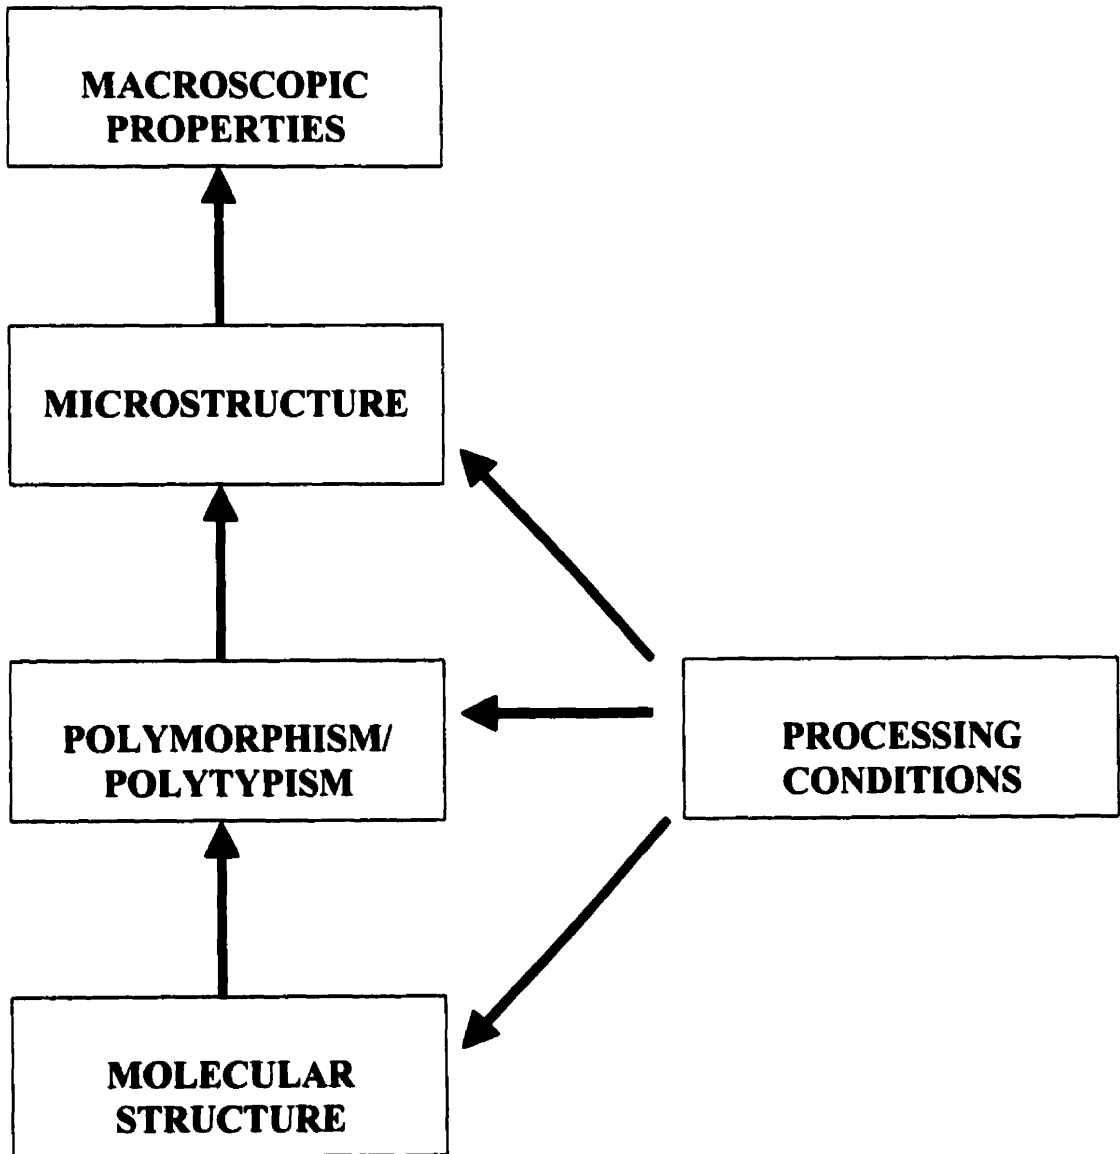 MACROSCOPIC
PROPERTIES
MICROSTRUCTURE
POLYMORPHISM/
POLYTYPISM
PROCESSING
CONDITIONS
MOLECULAR
STRUCTURE